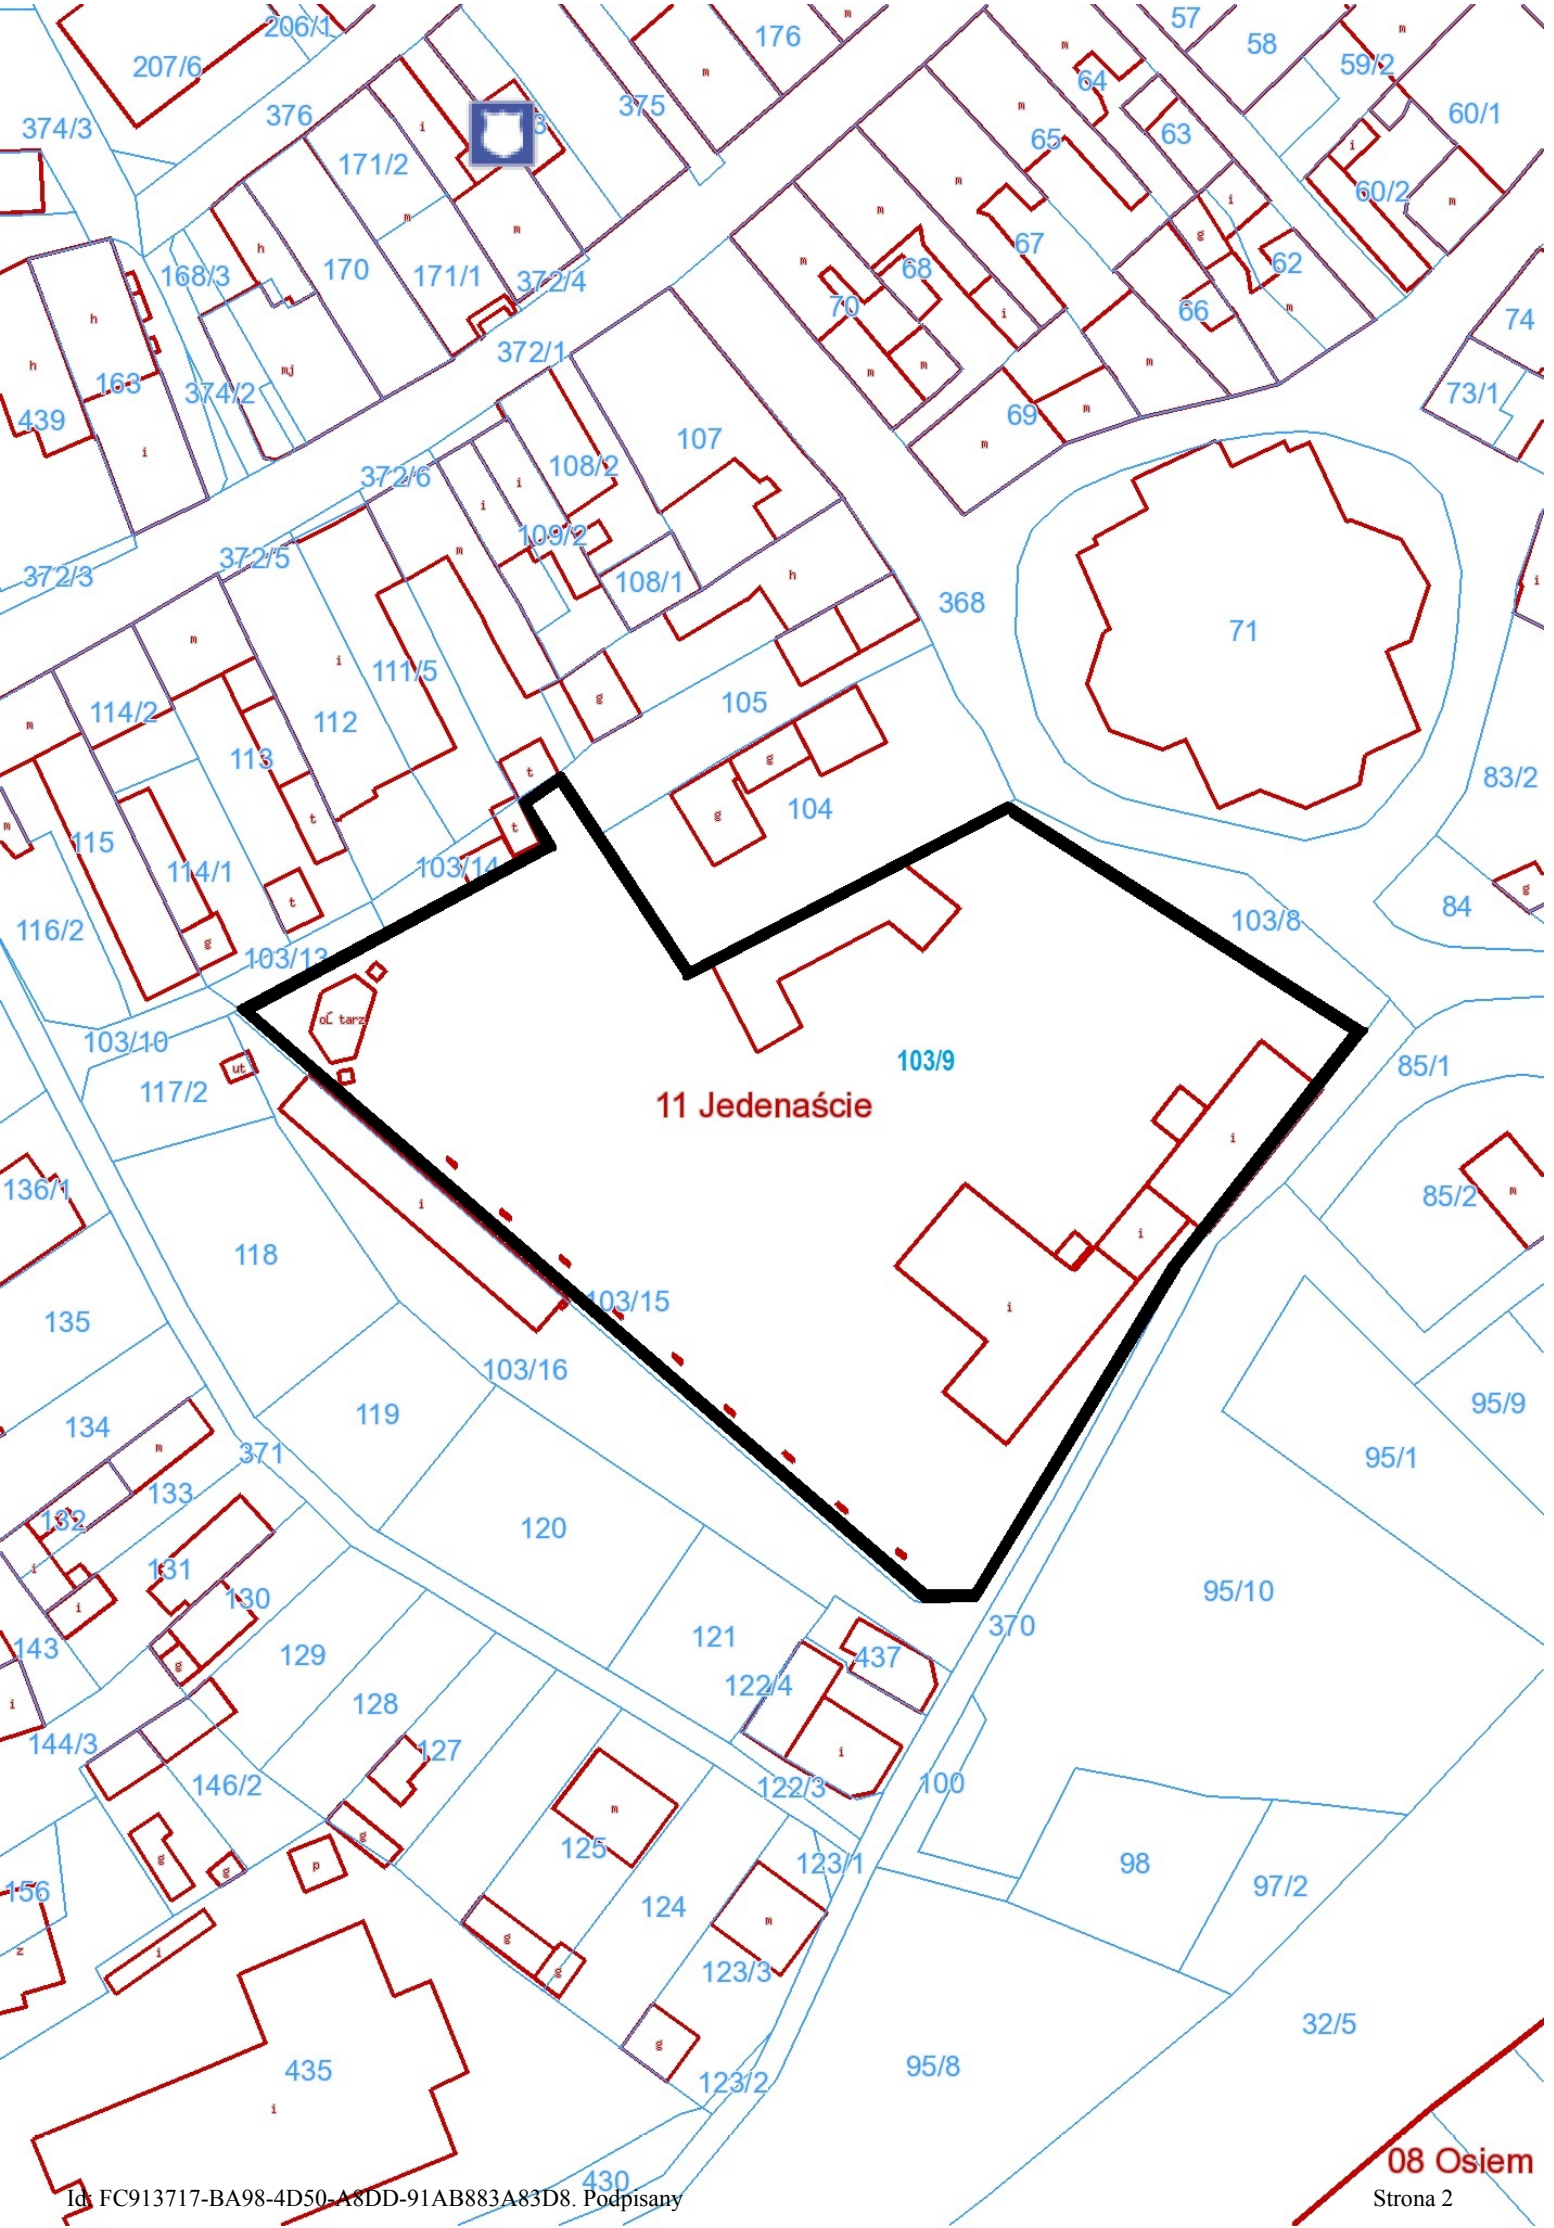 206/1
207/6
176
m
57
58
m
59/2
60/1
m
64
63
374/3
376
375
i
3
m
65
171/2
m
m
i
60/2
m
168/3
h
170
171/1
372/4
m
m
67
i
g
62
m
68
70
i
66
m
74
h
h
163
439
i
374/2
mj
372/1
m
m
69
m
m
73/1
107
108/2
372/6
i
i
109/2
m
372/5
372/3
108/1
h
368
71
i
m
i
111/5
114/2
112
g
105
m
113
t
g
104
83/2
m
115
t
t
g
114/1
103/14
t
116/2
g
103/13
103/8
84
g
103/10
117/2
ut
103/9
11 Jedenaście
85/1
136/1
i
i
i
85/2
m
118
135
103/15
i
103/16
119
95/9
134
m
371
133
95/1
132
i
131
i
130
120
95/10
143
g
129
121
437
370
i
128
122/4
144/3
127
i
146/2
122/3
100
g
m
125
g
p
g
123/1
98
97/2
156
124
z
i
g
g
m
123/3
g
32/5
435
i
123/2
95/8
430
08 Osiem
Id: FC913717-BA98-4D50-A8DD-91AB883A83D8. Podpisany
Strona 2